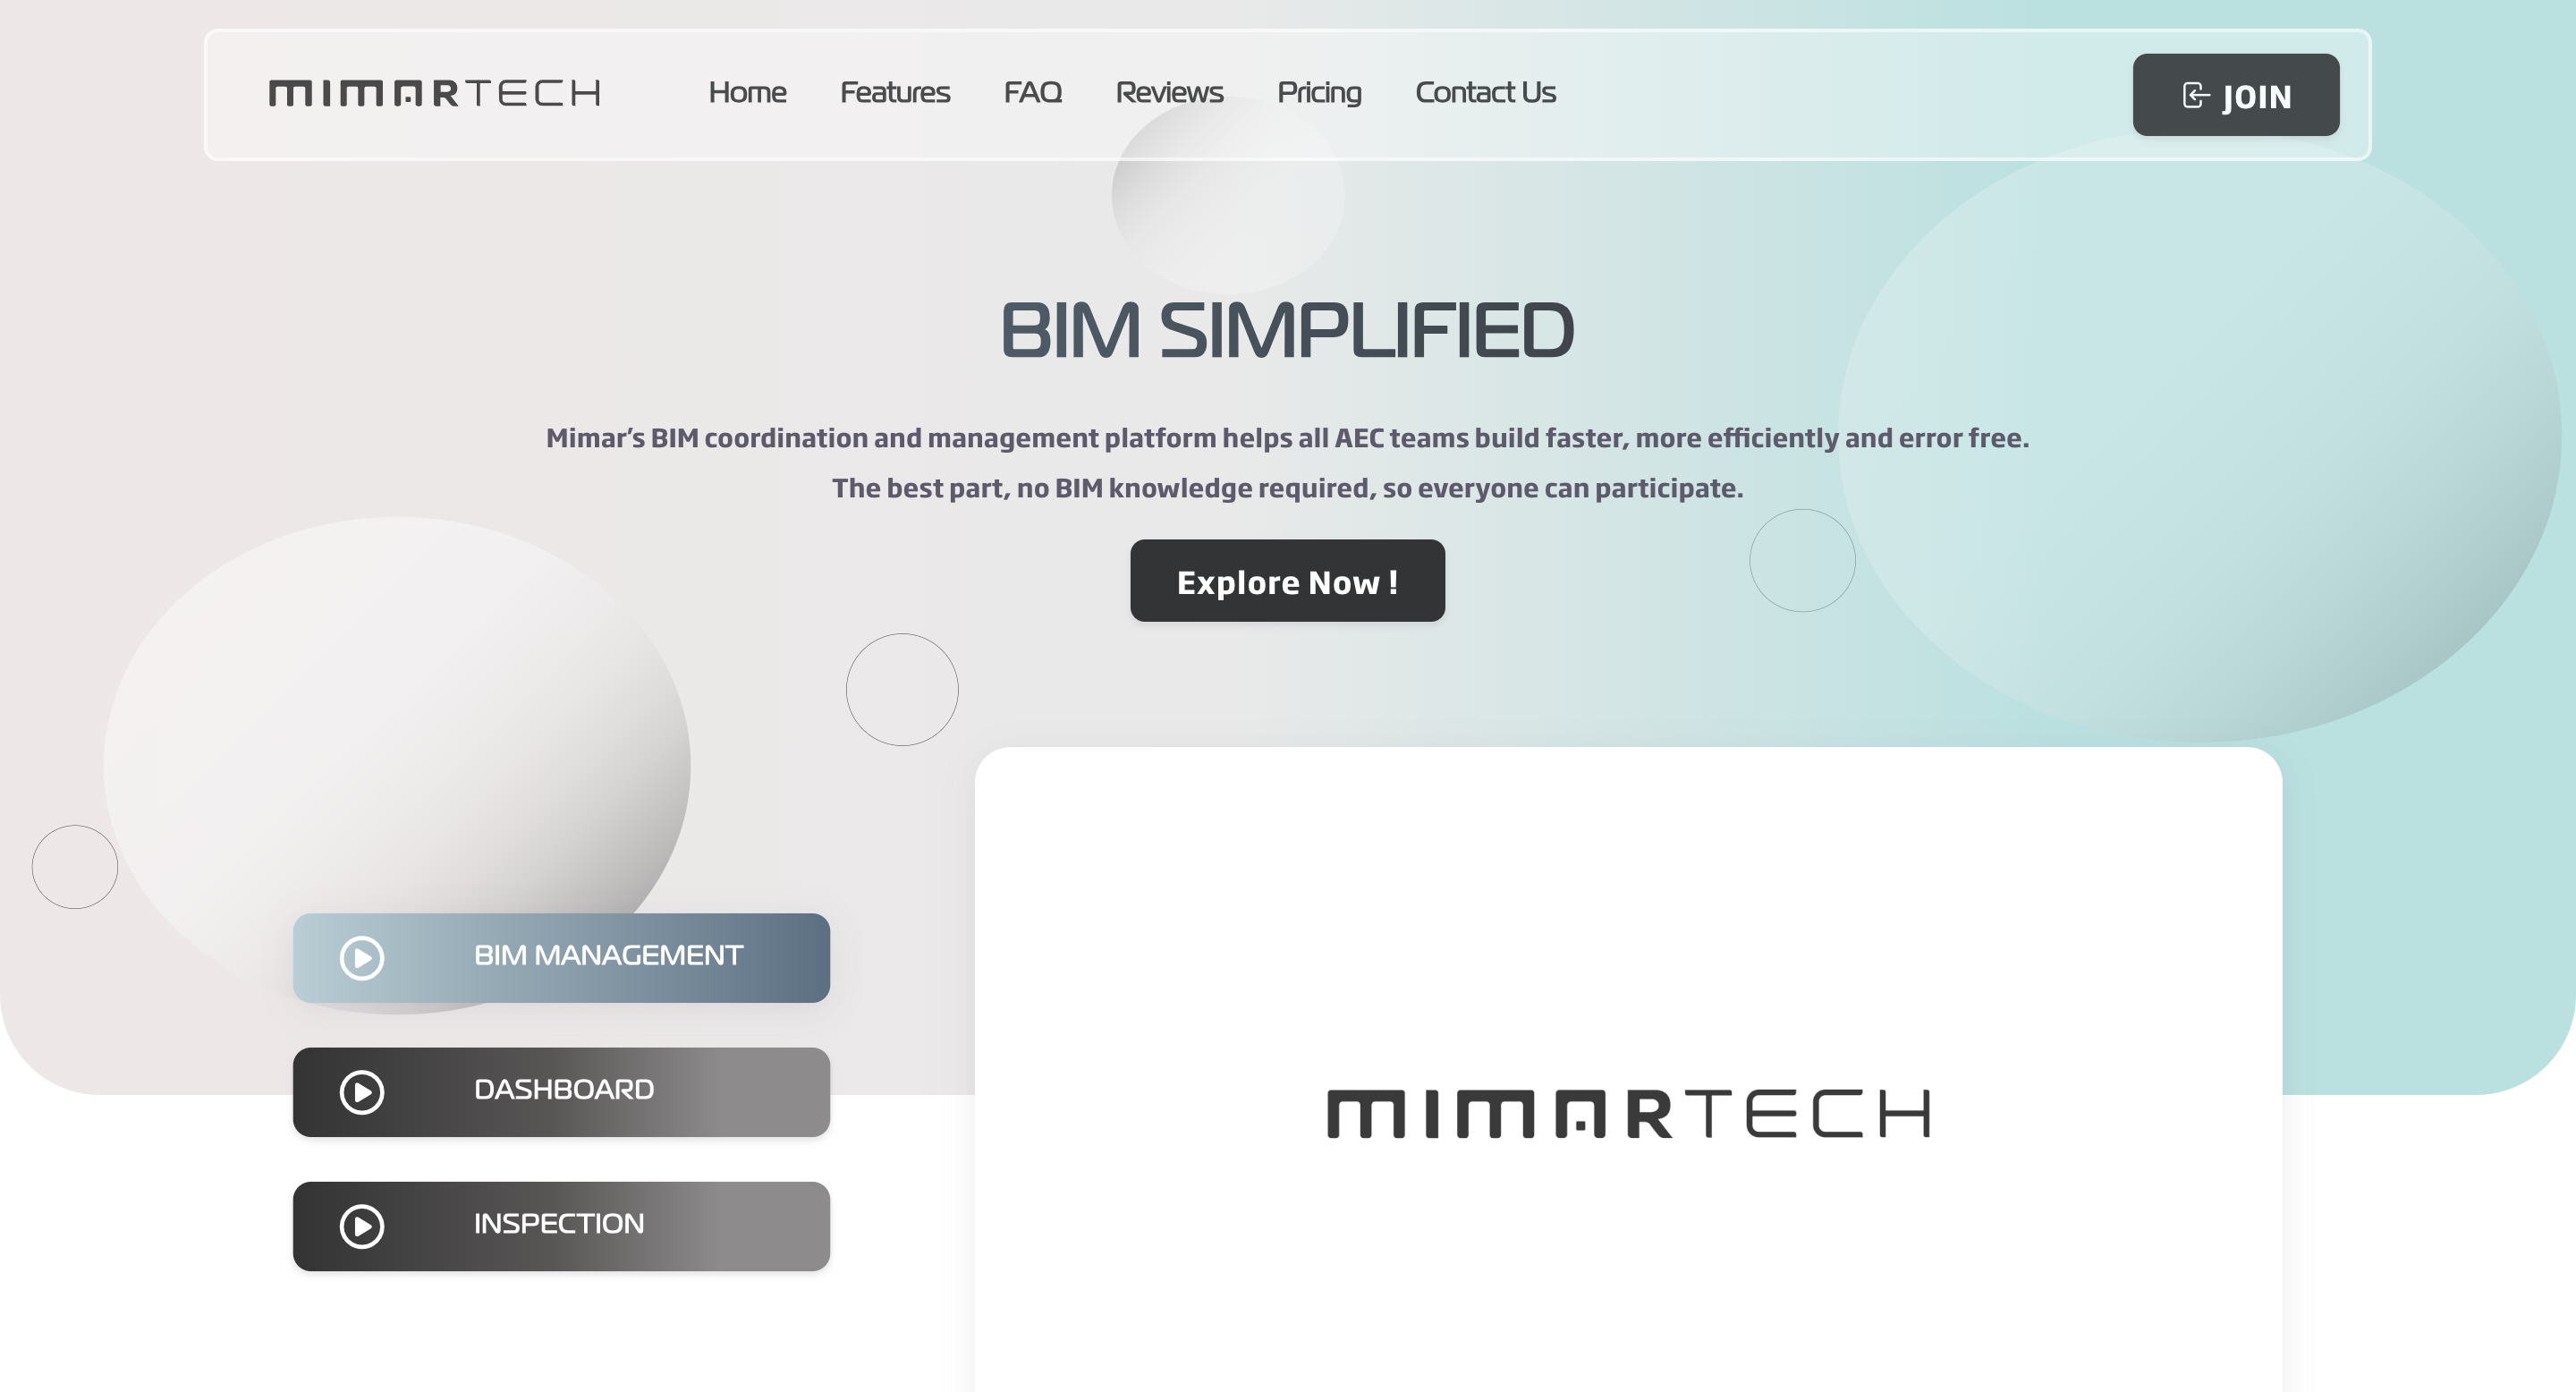 MIMARTECH
Home Features FAQ Reviews Pricing Contact Us
JOIN
BIM SIMPLIFIED
Mimar's BIM coordination and management platform helps all AEC teams build faster, more efficiently and error free.
The best part, no BIM knowledge required, so everyone can participate.
Explore Now !
BIM MANAGEMENT
DASHBOARD
INSPECTION
MIMARTECH